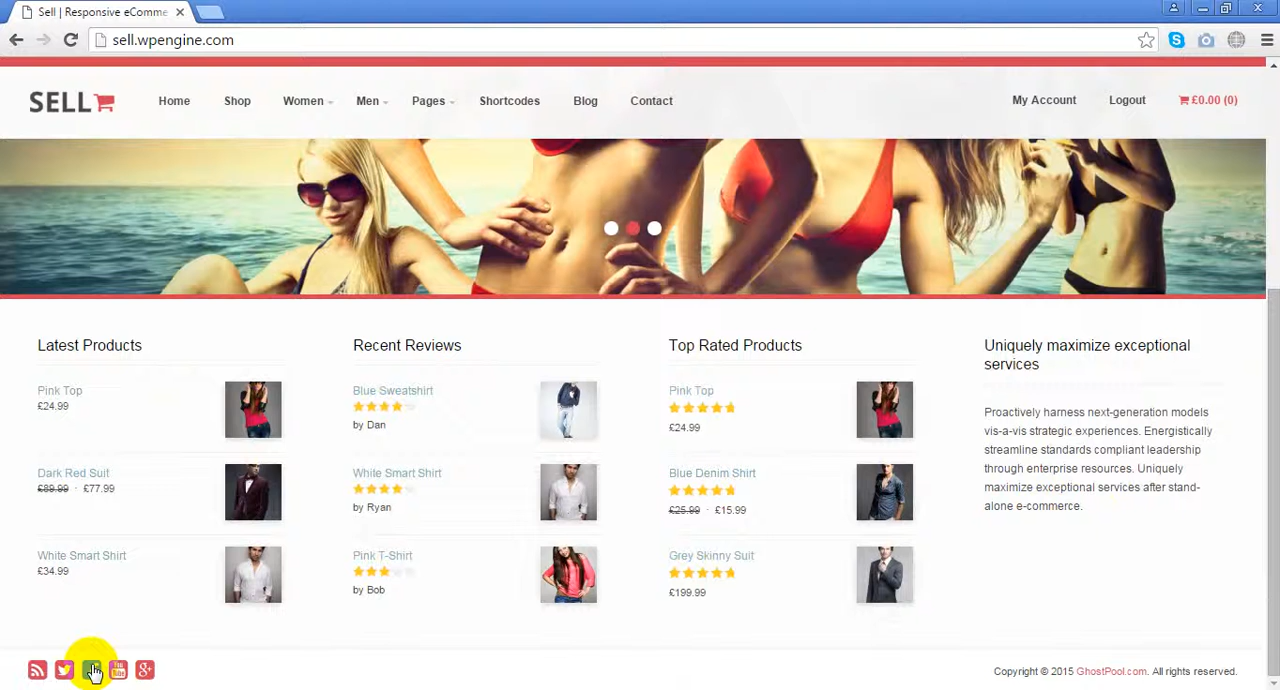 Sell | Responsive eComme
sell.wpengine.com
SELL
Home Shop Women Men Pages Shortcodes Blog Contact My Account Logout £0.00 (0)
Latest Products
Pink Top
£24.99
Dark Red Suit
£89.99 · £77.99
White Smart Shirt
£34.99
Recent Reviews
Blue Sweatshirt
by Dan
White Smart Shirt
by Ryan
Pink T-Shirt
by Bob
Top Rated Products
Pink Top
£24.99
Blue Denim Shirt
£25.99 · £15.99
Grey Skinny Suit
£199.99
Uniquely maximize exceptional
services
Proactively harness next-generation models
vis-a-vis strategic experiences. Energistically
streamline standards compliant leadership
through enterprise resources. Uniquely
maximize exceptional services after stand-
alone e-commerce.
You
Tube
g+
Copyright © 2015 GhostPool.com. All rights reserved.